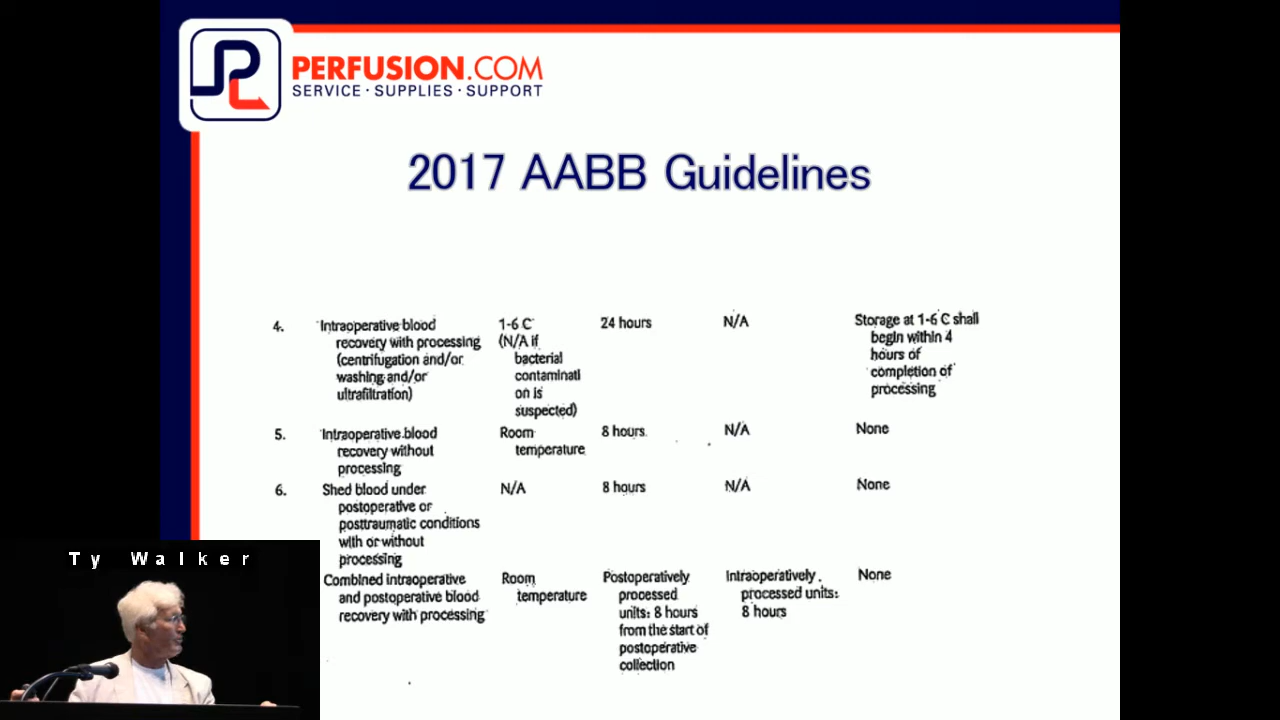 PERFUSION.COM
SERVICE · SUPPLIES · SUPPORT
2017 AABB Guidelines
4. Intraoperative blood recovery with processing (centrifugation and/or washing and/or ultrafiltration) 1-6 C (N/A if bacterial contaminati on is suspected) 24 hours N/A Storage at 1-6 C shall begin within 4 hours of completion of processing
5. Intraoperative blood recovery without processing Room temperature 8 hours N/A None
6. Shed blood under postoperative or posttraumatic conditions with or without processing N/A 8 hours N/A None
Combined intraoperative and postoperative blood recovery with processing Room temperature Postoperatively processed units: 8 hours from the start of postoperative collection Intraoperatively processed units: 8 hours None
Ty Walker